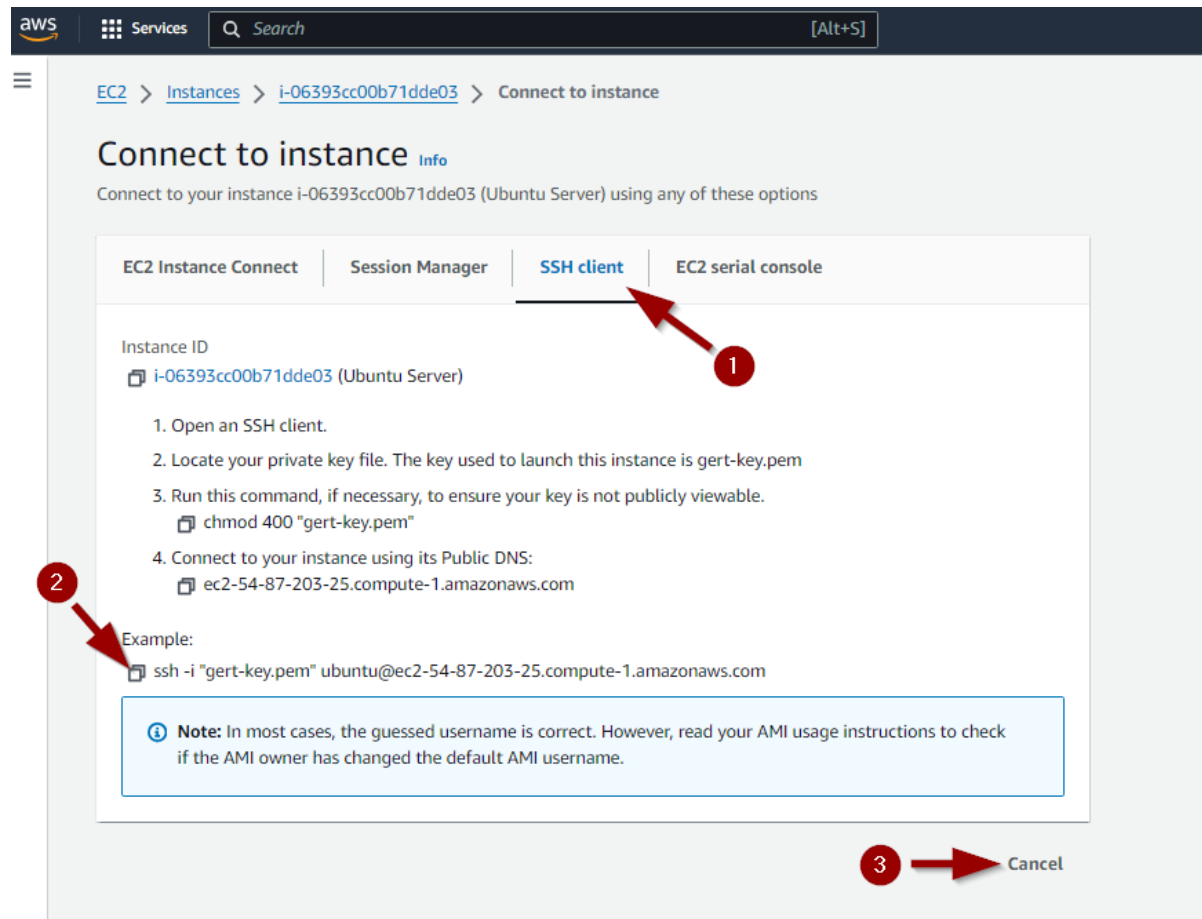 aws Services Search [Alt+S]
EC2 > Instances > i-06393cc00b71dde03 > Connect to instance
Connect to instance Info
Connect to your instance i-06393cc00b71dde03 (Ubuntu Server) using any of these options
EC2 Instance Connect Session Manager SSH client EC2 serial console
1
Instance ID
i-06393cc00b71dde03 (Ubuntu Server)
1. Open an SSH client.
2. Locate your private key file. The key used to launch this instance is gert-key.pem
3. Run this command, if necessary, to ensure your key is not publicly viewable.
chmod 400 "gert-key.pem"
4. Connect to your instance using its Public DNS:
2
ec2-54-87-203-25.compute-1.amazonaws.com
Example:
ssh -i "gert-key.pem" ubuntu@ec2-54-87-203-25.compute-1.amazonaws.com
Note: In most cases, the guessed username is correct. However, read your AMI usage instructions to check
if the AMI owner has changed the default AMI username.
3 Cancel